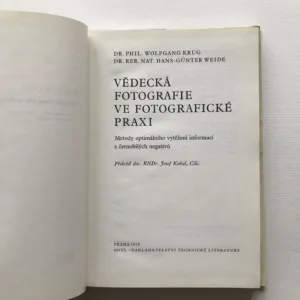 DR. PHIL. WOLFGANG KRUG
DR. RER. NAT. HANS-GÜNTER WEIDE
VĚDECKÁ
FOTOGRAFIE
VE FOTOGRAFICKÉ
PRAXI
Metody optimálního vytěžení informací
z černobílých negativů
Přeložil doc. RNDr. Josef Kubal, CSc.
PRAHA
SNTL - NAKLADATELSTVÍ TECHNICKÉ LITERATURY